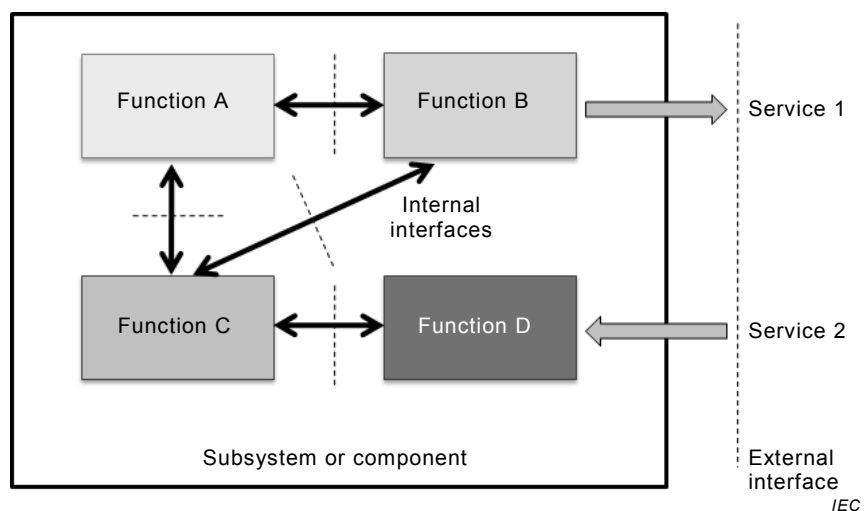 Function A
Function B
Service 1
Internal
interfaces
Function C
Function D
Service 2
Subsystem or component
External
interface
IEC